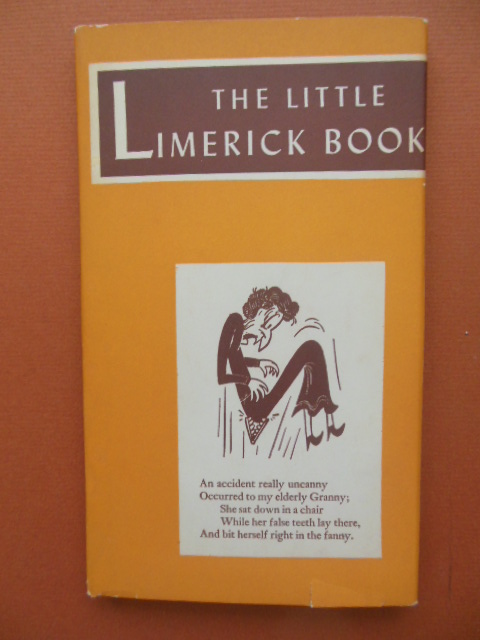 THE LITTLE
LIMERICK BOOK
An accident really uncanny
Occurred to my elderly Granny;
She sat down in a chair
While her false teeth lay there,
And bit herself right in the fanny.